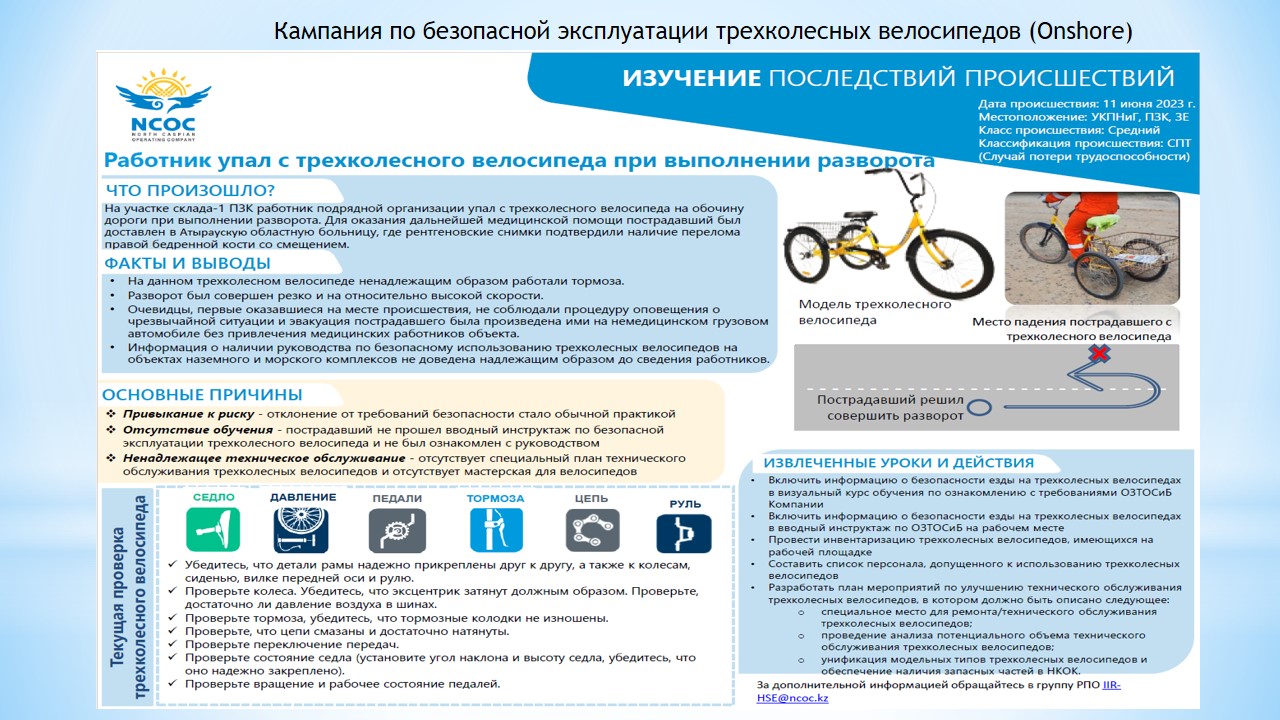 Кампания по безопасной эксплуатации трехколесных велосипедов (Onshore)
NCOC
NORTH CASPIAN
OPERATING COMPANY
ИЗУЧЕНИЕ ПОСЛЕДСТВИЙ ПРОИСШЕСТВИЙ
Дата происшествия: 11 июня 2023 г.
Местоположение: УКПНиГ, ПЗК, ЗЕ
Класс происшествия: Средний
Классификация происшествия: СПТ
(Случай потери трудоспособности)
Работник упал с трехколесного велосипеда при выполнении разворота
ЧТО ПРОИЗОШЛО?
На участке склада-1 ПЗК работник подрядной организации упал с трехколесного велосипеда на обочину
дороги при выполнении разворота. Для оказания дальнейшей медицинской помощи пострадавший был
доставлен в Атыраускую областную больницу, где рентгеновские снимки подтвердили наличие перелома
правой бедренной кости со смещением.
ФАКТЫ И ВЫВОДЫ
• На данном трехколесном велосипеде ненадлежащим образом работали тормоза.
• Разворот был совершен резко и на относительно высокой скорости.
• Очевидцы, первые оказавшиеся на месте происшествия, не соблюдали процедуру оповещения о
чрезвычайной ситуации и эвакуация пострадавшего была произведена ими на немедицинском грузовом
автомобиле без привлечения медицинских работников объекта.
• Информация о наличии руководства по безопасному использованию трехколесных велосипедов на
объектах наземного и морского комплексов не доведена надлежащим образом до сведения работников.
Модель трехколесного
велосипеда
Место падения пострадавшего с
трехколесного велосипеда
Пострадавший решил
совершить разворот
ОСНОВНЫЕ ПРИЧИНЫ
❖ Привыкание к риску - отклонение от требований безопасности стало обычной практикой
❖ Отсутствие обучения - пострадавший не прошел вводный инструктаж по безопасной
эксплуатации трехколесного велосипеда и не был ознакомлен с руководством
❖ Ненадлежащее техническое обслуживание - отсутствует специальный план технического
обслуживания трехколесных велосипедов и отсутствует мастерская для велосипедов
Текущая проверка
трехколесного велосипеда
СЕДЛО ДАВЛЕНИЕ ПЕДАЛИ ТОРМОЗА ЦЕПЬ РУЛЬ
✓ Убедитесь, что детали рамы надежно прикреплены друг к другу, а также к колесам,
сиденью, вилке передней оси и рулю.
✓ Проверьте колеса. Убедитесь, что эксцентрик затянут должным образом. Проверьте,
достаточно ли давление воздуха в шинах.
✓ Проверьте тормоза, убедитесь, что тормозные колодки не изношены.
✓ Проверьте, что цепи смазаны и достаточно натянуты.
✓ Проверьте переключение передач.
✓ Проверьте состояние седла (установите угол наклона и высоту седла, убедитесь, что
оно надежно закреплено).
✓ Проверьте вращение и рабочее состояние педалей.
ИЗВЛЕЧЕННЫЕ УРОКИ И ДЕЙСТВИЯ
• Включить информацию о безопасности езды на трехколесных велосипедах
в визуальный курс обучения по ознакомлению с требованиями ОЗТОСиБ
Компании
• Включить информацию о безопасности езды на трехколесных велосипедах
в вводный инструктаж по ОЗТОСиБ на рабочем месте
• Провести инвентаризацию трехколесных велосипедов, имеющихся на
рабочей площадке
• Составить список персонала, допущенного к использованию трехколесных
велосипедов
• Разработать план мероприятий по улучшению технического обслуживания
трехколесных велосипедов, в котором должно быть описано следующее:
o специальное место для ремонта/технического обслуживания
трехколесных велосипедов;
o проведение анализа потенциального объема технического
обслуживания трехколесных велосипедов;
o унификация модельных типов трехколесных велосипедов и
обеспечение наличия запасных частей в НКОК.
За дополнительной информацией обращайтесь в группу РПО IIR-
HSE@ncoc.kz